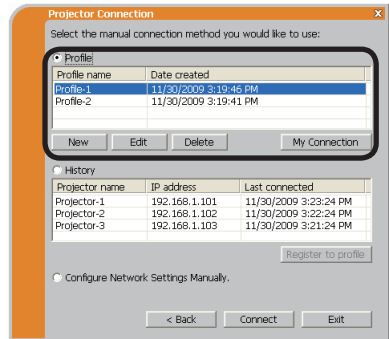 Projector Connection X
Select the manual connection method you would like to use:
Profile
Profile name Date created
Profile-1 11/30/2009 3:19:46 PM
Profile-2 11/30/2009 3:19:41 PM
New Edit Delete My Connection
History
Projector name IP address Last connected
Projector-1 192.168.1.101 11/30/2009 3:23:24 PM
Projector-2 192.168.1.102 11/30/2009 3:22:24 PM
Projector-3 192.168.1.103 11/30/2009 3:21:24 PM
Register to profile
Configure Network Settings Manually.
< Back Connect Exit